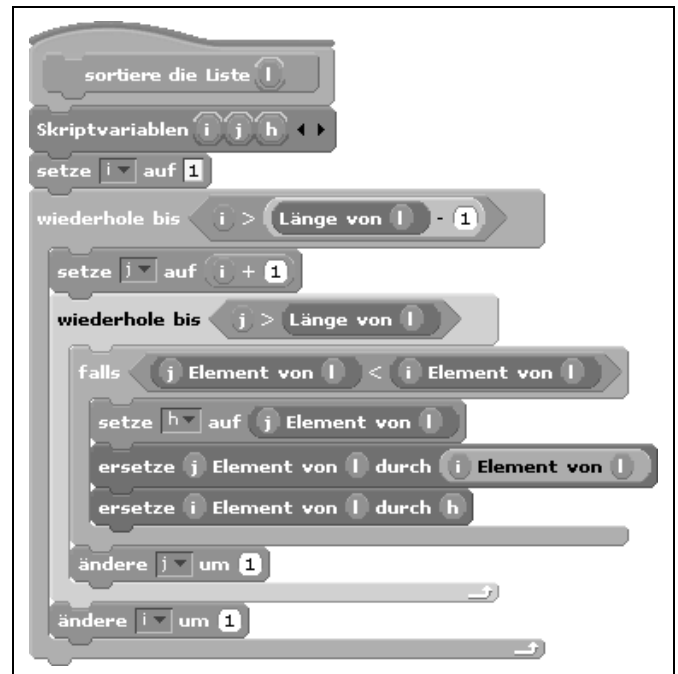 sortiere die Liste l
Skriptvariablen i j h
setze i auf 1
wiederhole bis i > Länge von l - 1
setze j auf i + 1
wiederhole bis j > Länge von l
falls j Element von l < i Element von l
setze h auf j Element von l
ersetze j Element von l durch i Element von l
ersetze i Element von l durch h
ändere j um 1
ändere i um 1